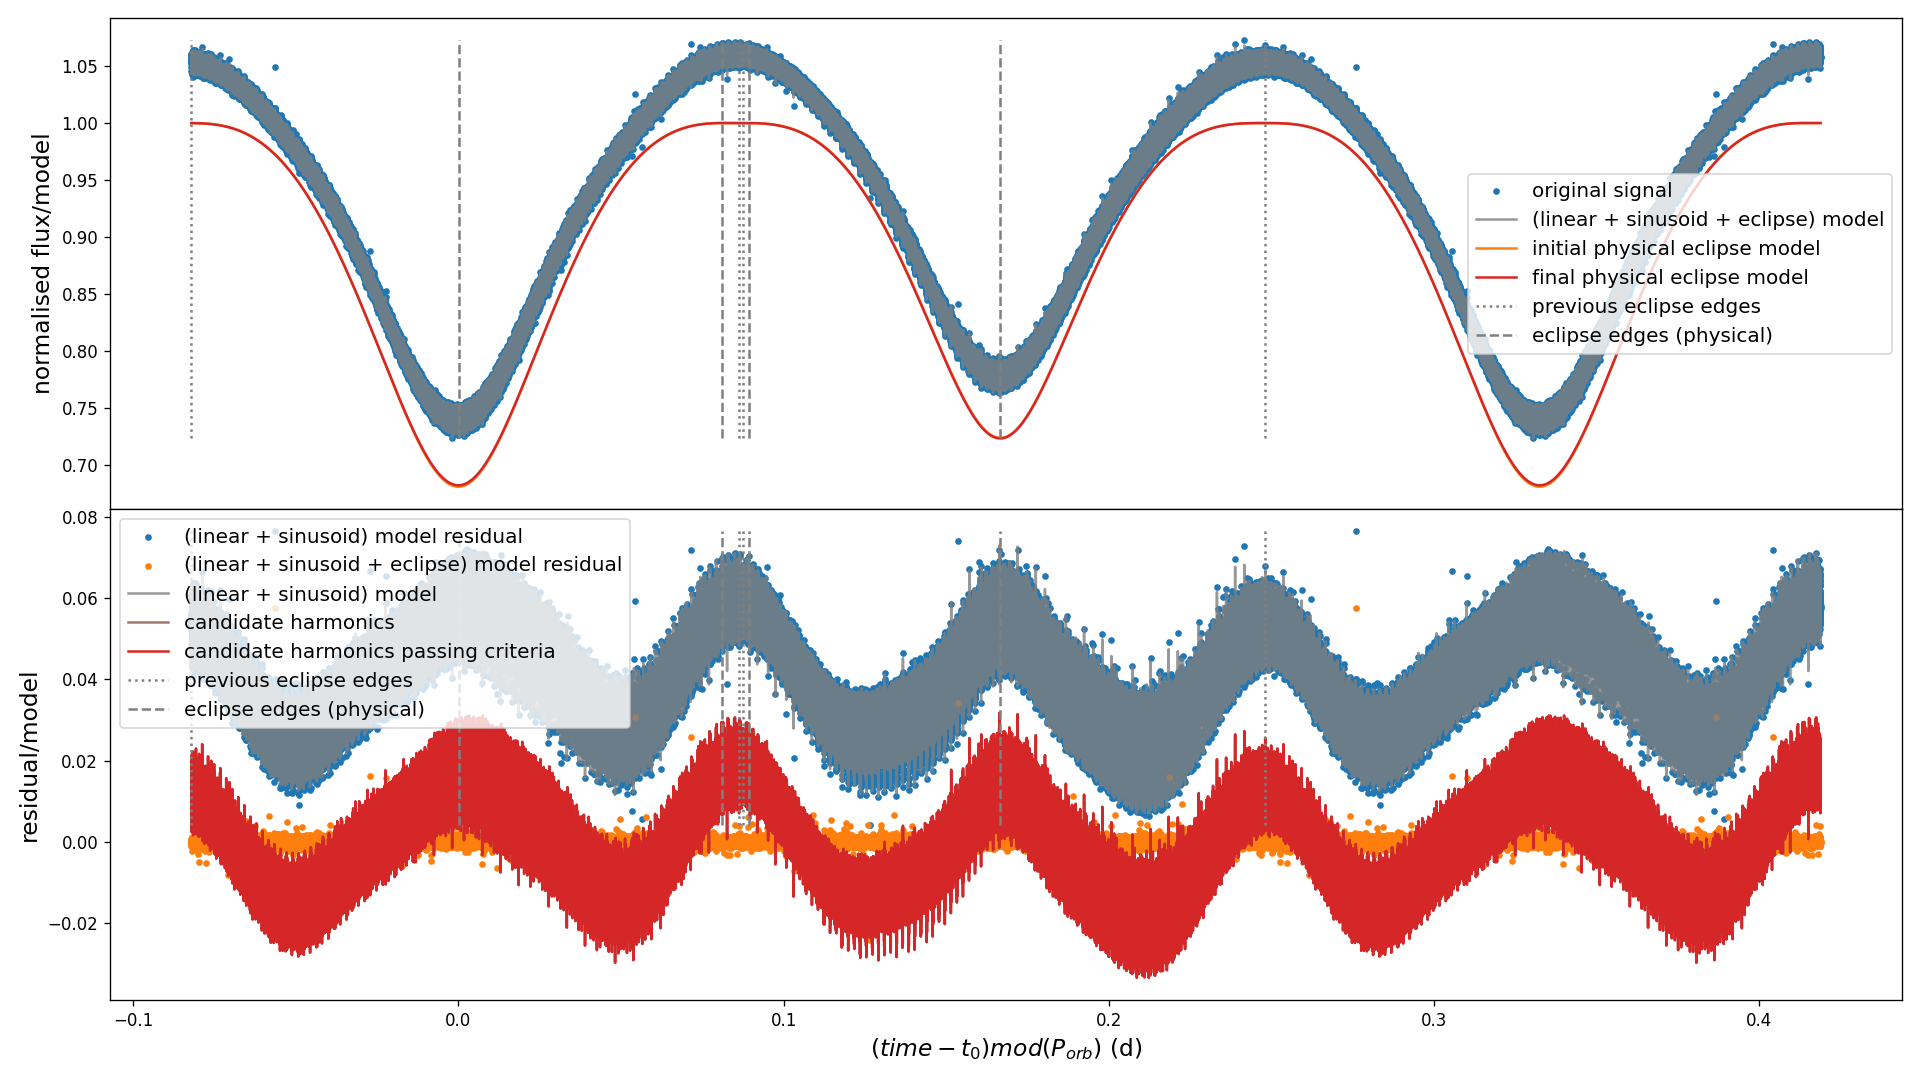 normalised flux/model
1.05
1.00
0.95
0.90
0.85
0.80
0.75
0.70
original signal
(linear + sinusoid + eclipse) model
initial physical eclipse model
final physical eclipse model
previous eclipse edges
eclipse edges (physical)
residual/model
0.08
0.06
0.04
0.02
0.00
−0.02
(linear + sinusoid) model residual
(linear + sinusoid + eclipse) model residual
(linear + sinusoid) model
candidate harmonics
candidate harmonics passing criteria
previous eclipse edges
eclipse edges (physical)
−0.1 0.0 0.1 0.2 0.3 0.4
(time − t₀)mod(Pₒᵣb) (d)